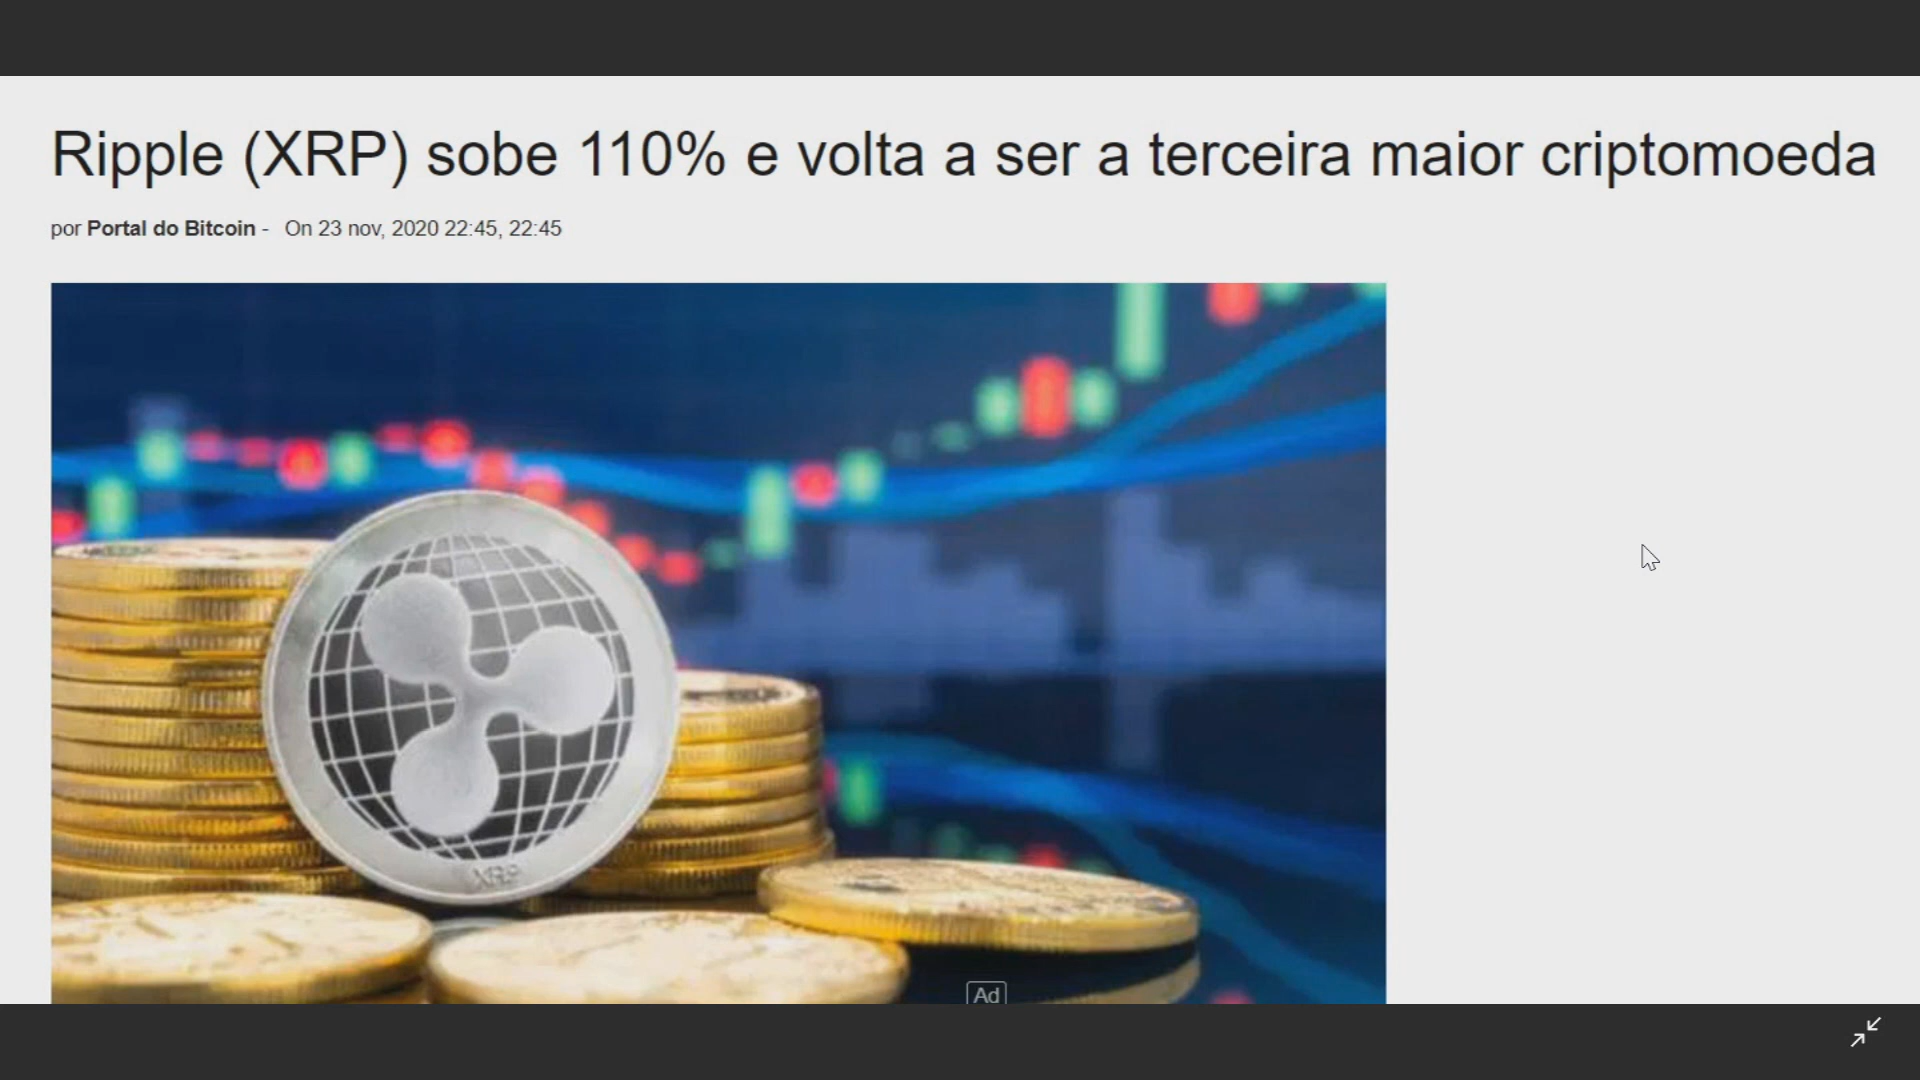 Ripple (XRP) sobe 110% e volta a ser a terceira maior criptomoeda
por Portal do Bitcoin - On 23 nov, 2020 22:45, 22:45
XRP
Ad